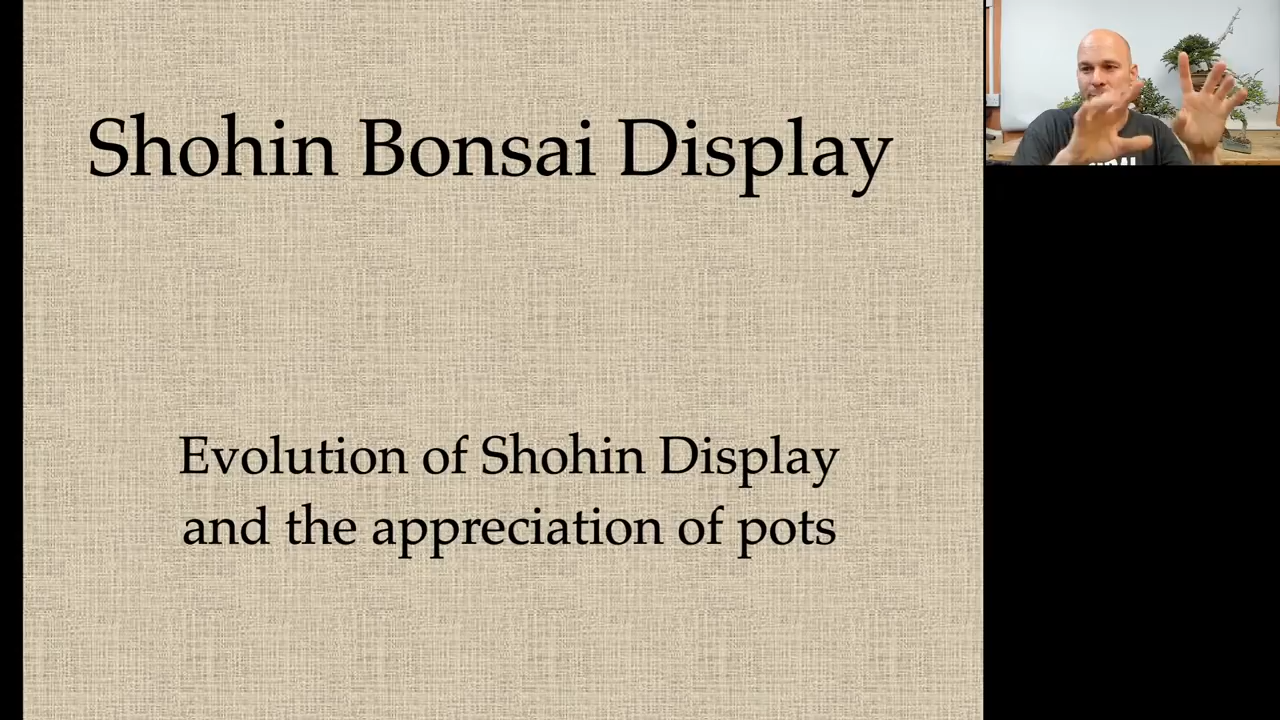 Shohin Bonsai Display
Evolution of Shohin Display
and the appreciation of pots